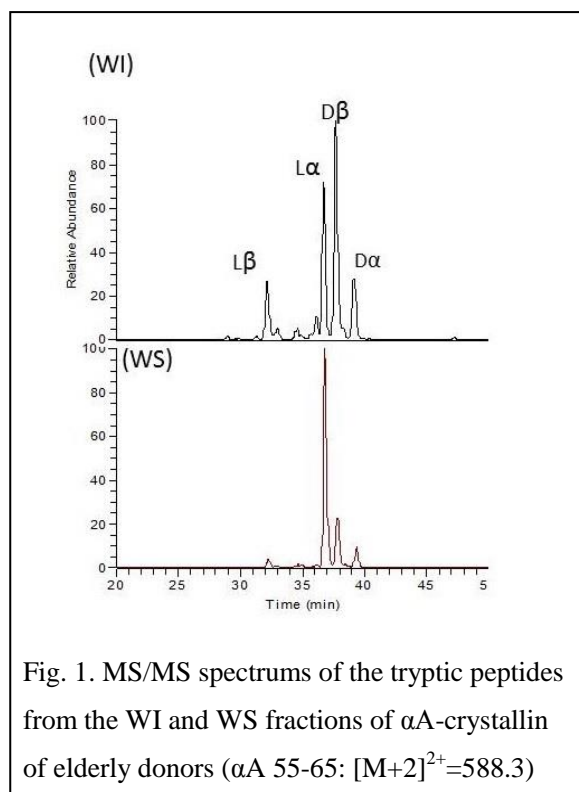 (WI)
Dβ
Lα
Lβ
Dα
100
80
60
40
20
0
Relative Abundance
(WS)
100
80
60
40
20
0
20 25 30 35 40 45 5
Time (min)
Fig. 1. MS/MS spectrums of the tryptic peptides
from the WI and WS fractions of αA-crystallin
of elderly donors (αA 55-65: [M+2]²⁺=588.3)